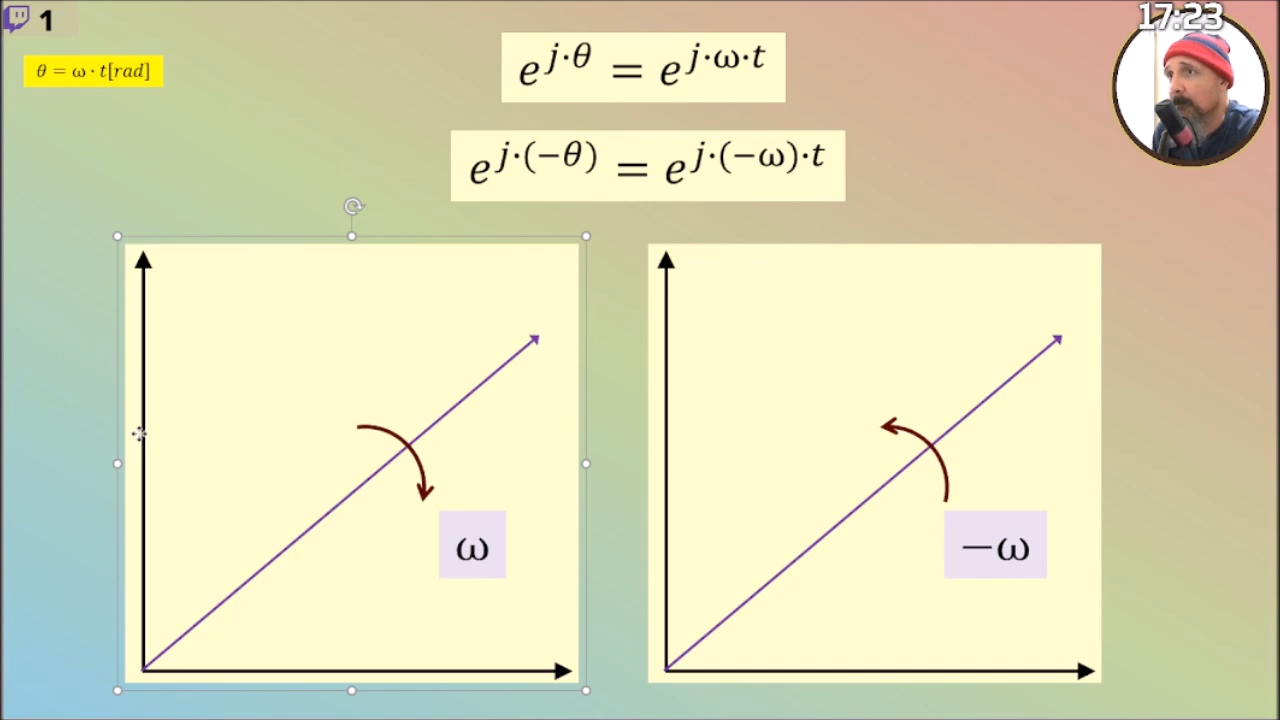 1
17:23
θ = ω · t[rad]
e^{j·θ} = e^{j·ω·t}
e^{j·(−θ)} = e^{j·(−ω)·t}
ω
−ω